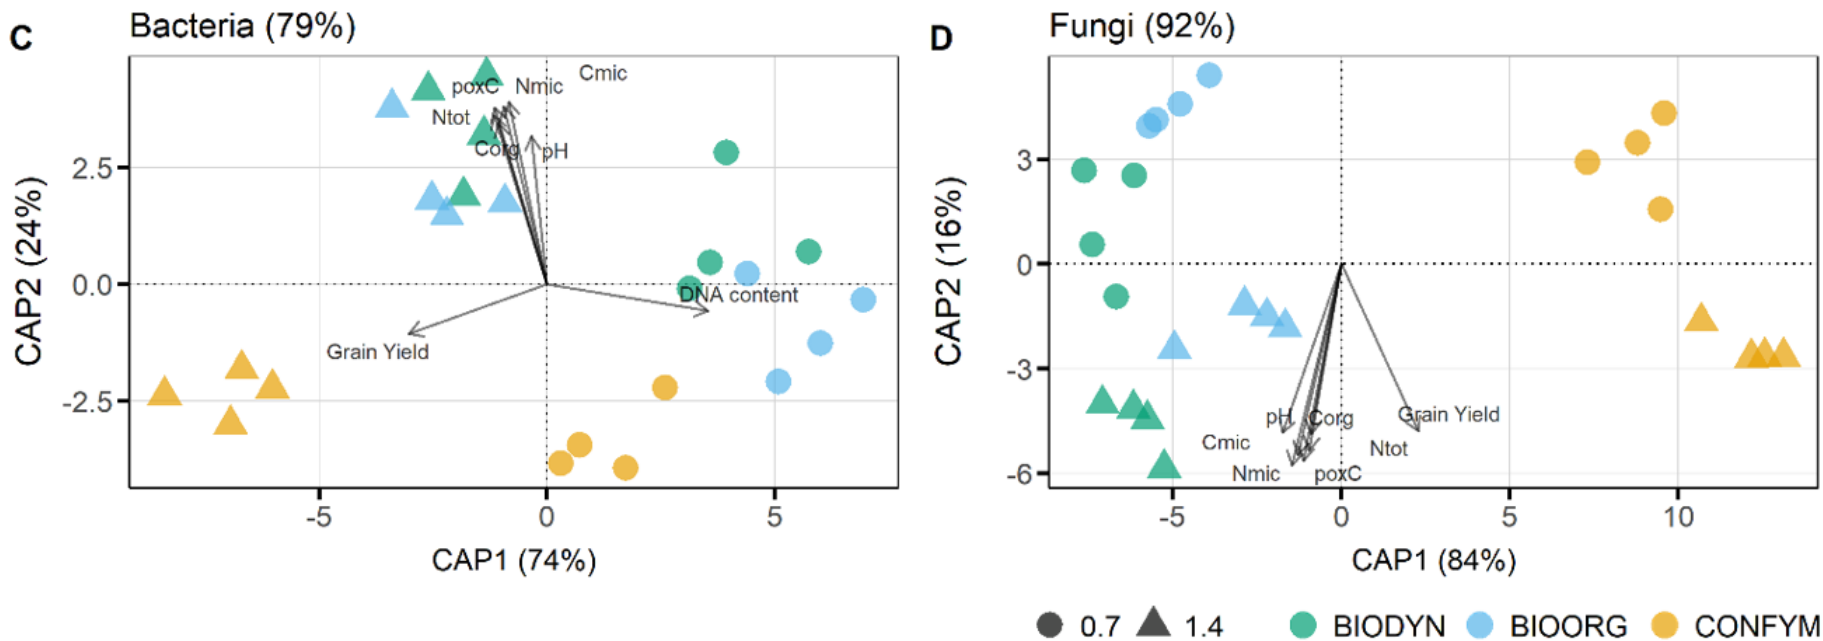 C
Bacteria (79%)
poxC
Nmic
Cmic
Ntot
Corg
pH
DNA content
Grain Yield
2.5
0.0
-2.5
CAP2 (24%)
-5
0
5
CAP1 (74%)
D
Fungi (92%)
3
0
-3
-6
CAP2 (16%)
pH
Corg
Grain Yield
Cmic
Ntot
Nmic
poxC
-5
0
5
10
CAP1 (84%)
0.7 1.4 BIODYN BIOORG CONFYM